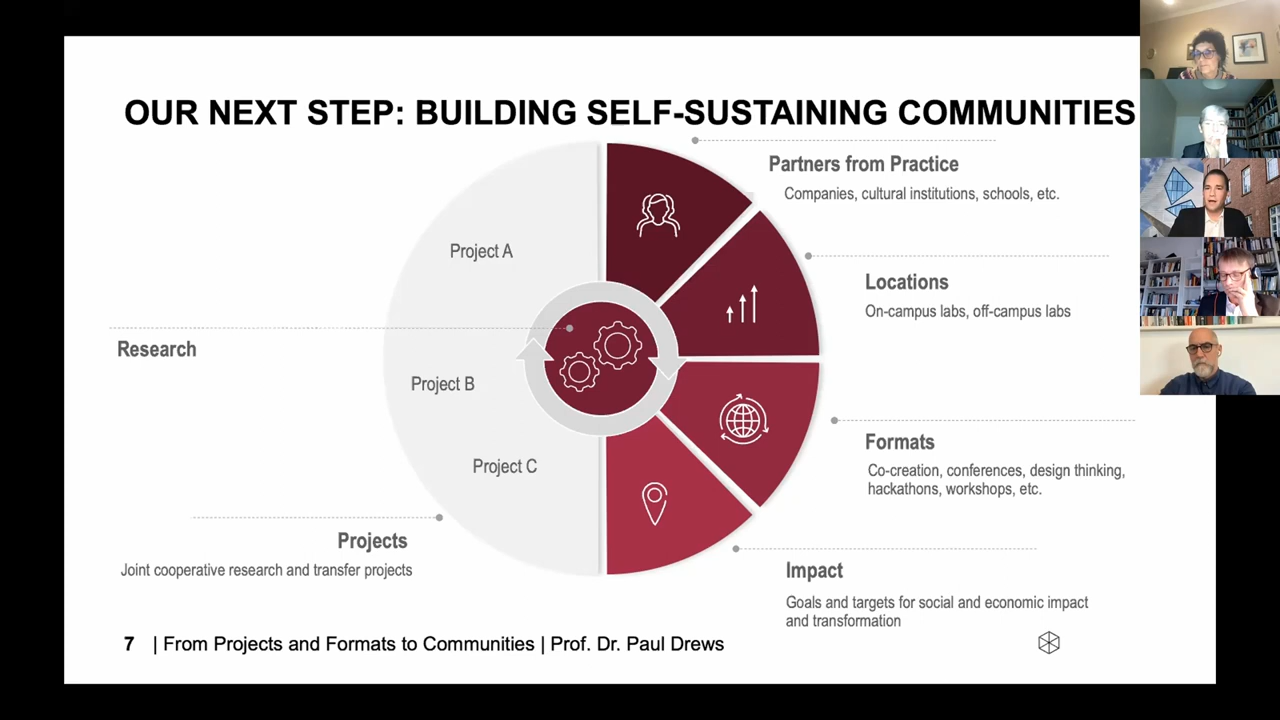 OUR NEXT STEP: BUILDING SELF-SUSTAINING COMMUNITIES
Partners from Practice
Companies, cultural institutions, schools, etc.
Project A
Locations
On-campus labs, off-campus labs
Research
Project B
Formats
Co-creation, conferences, design thinking,
hackathons, workshops, etc.
Project C
Projects
Joint cooperative research and transfer projects
Impact
Goals and targets for social and economic impact
and transformation
7 | From Projects and Formats to Communities | Prof. Dr. Paul Drews